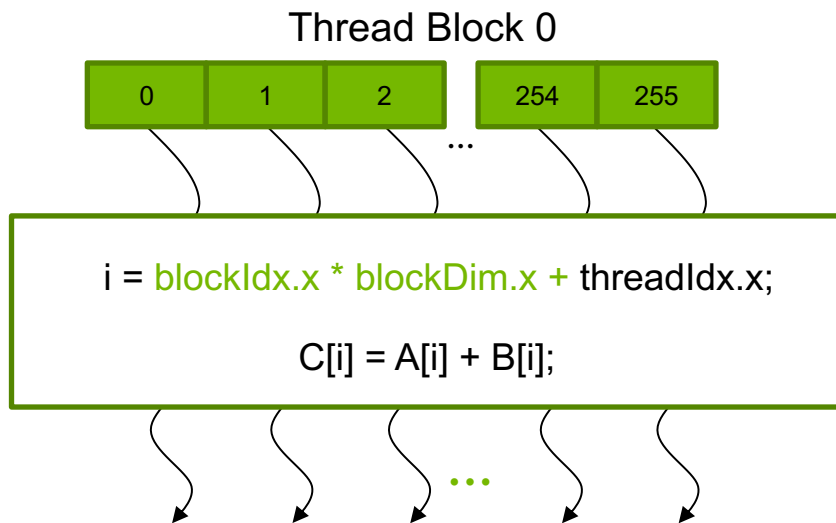 Thread Block 0
0 1 2 254 255
...
i = blockIdx.x * blockDim.x + threadIdx.x;
C[i] = A[i] + B[i];
...